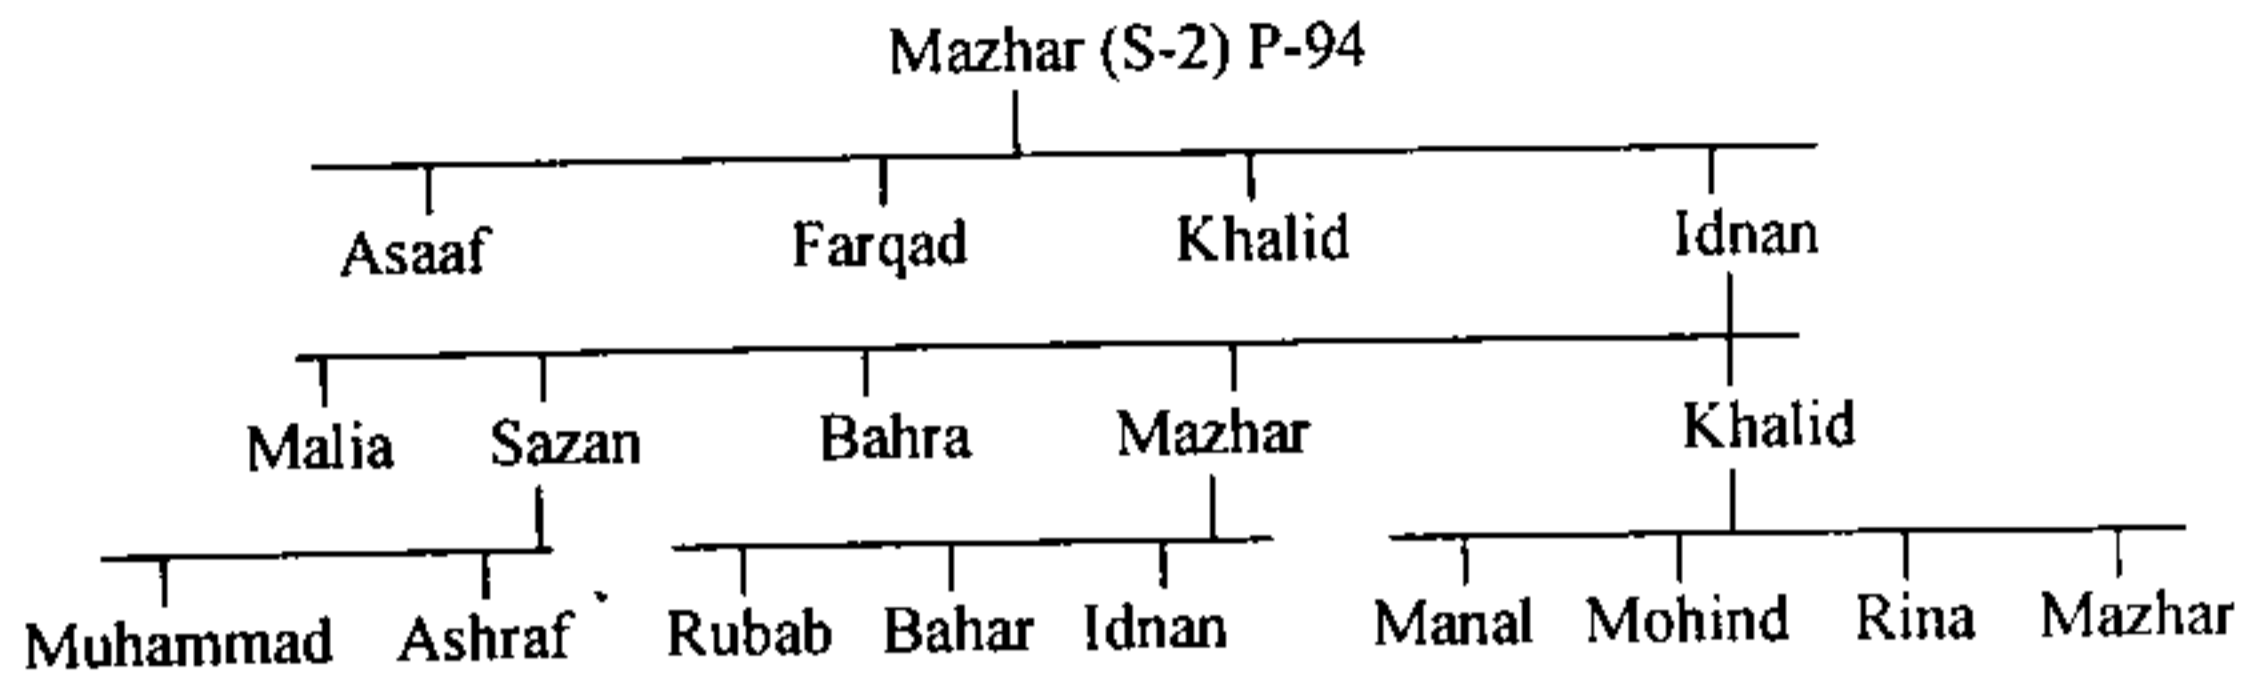 Mazhar (S-2) P-94
Asaaf Farqad Khalid Idnan
Malia Sazan Bahra Mazhar Khalid
Muhammad Ashraf Rubab Bahar Idnan Manal Mohind Rina Mazhar